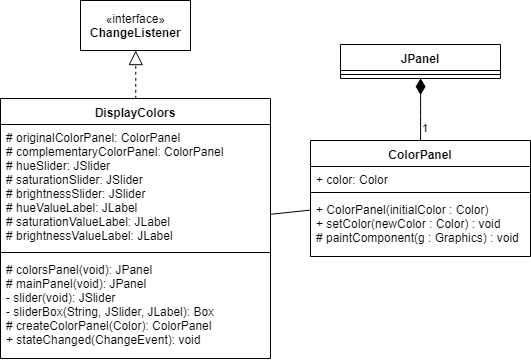 «interface»
ChangeListener
DisplayColors
# originalColorPanel: ColorPanel
# complementaryColorPanel: ColorPanel
# hueSlider: JSlider
# saturationSlider: JSlider
# brightnessSlider: JSlider
# hueValueLabel: JLabel
# saturationValueLabel: JLabel
# brightnessValueLabel: JLabel
# colorsPanel(void): JPanel
# mainPanel(void): JPanel
- slider(void): JSlider
- sliderBox(String, JSlider, JLabel): Box
# createColorPanel(Color): ColorPanel
+ stateChanged(ChangeEvent): void
JPanel
1
ColorPanel
+ color: Color
+ ColorPanel(initialColor : Color)
+ setColor(newColor : Color) : void
# paintComponent(g : Graphics) : void